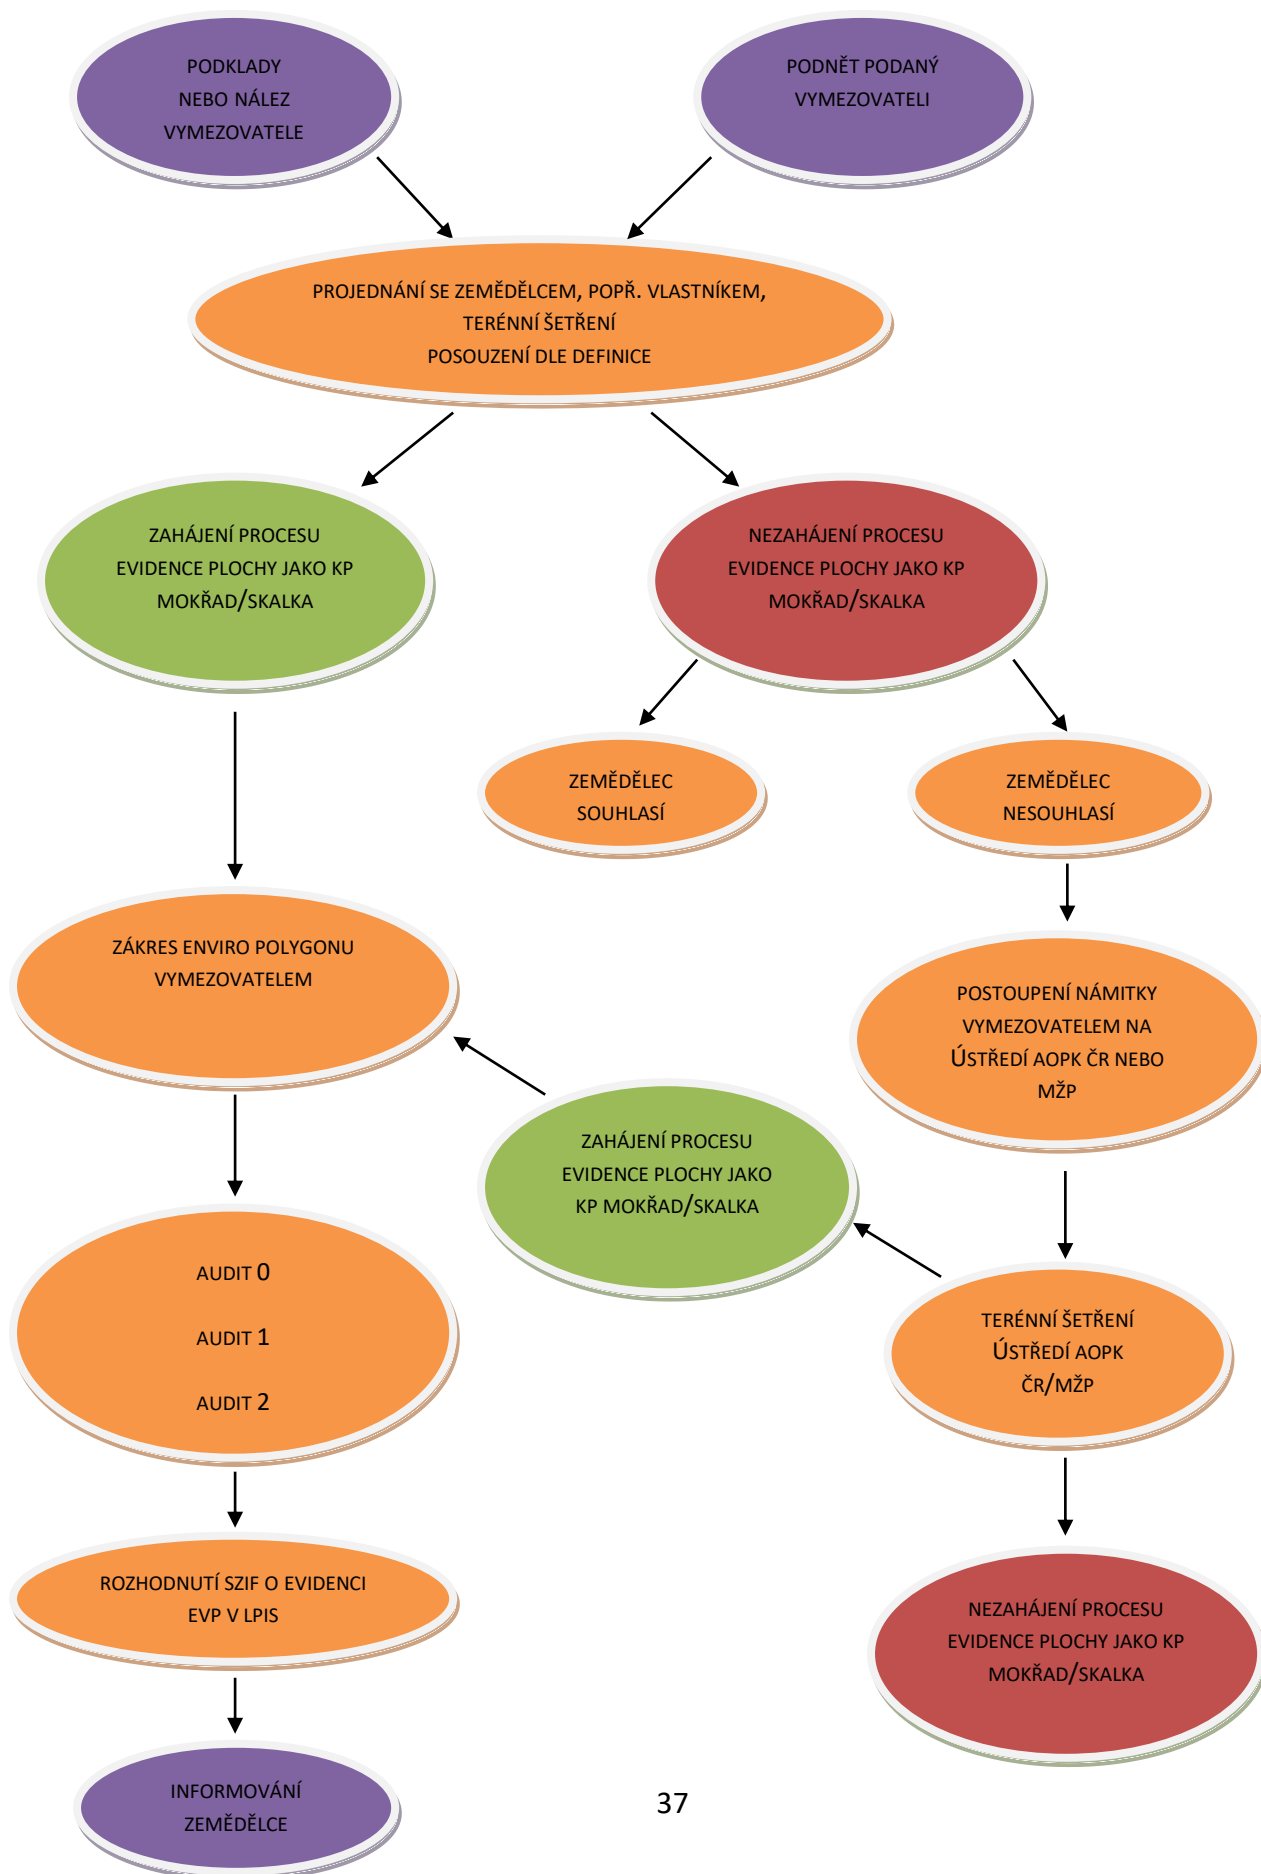 PODKLADY
NEBO NÁLEZ
VYMEZOVATELE
PODNĚT PODANÝ
VYMEZOVATELI
PROJEDNÁNÍ SE ZEMĚDĚLCEM, POPŘ. VLASTNÍKEM,
TERÉNNÍ ŠETŘENÍ
POSOUZENÍ DLE DEFINICE
ZAHÁJENÍ PROCESU
EVIDENCE PLOCHY JAKO KP
MOKŘAD/SKALKA
NEZAHÁJENÍ PROCESU
EVIDENCE PLOCHY JAKO KP
MOKŘAD/SKALKA
ZEMĚDĚLEC
SOUHLASÍ
ZEMĚDĚLEC
NESOUHLASÍ
ZÁKRES ENVIRO POLYGONU
VYMEZOVATELEM
POSTOUPENÍ NÁMITKY
VYMEZOVATELEM NA
ÚSTŘEDÍ AOPK ČR NEBO
MŽP
ZAHÁJENÍ PROCESU
EVIDENCE PLOCHY JAKO
KP MOKŘAD/SKALKA
AUDIT 0
AUDIT 1
AUDIT 2
TERÉNNÍ ŠETŘENÍ
ÚSTŘEDÍ AOPK
ČR/MŽP
ROZHODNUTÍ SZIF O EVIDENCI
EVP V LPIS
NEZAHÁJENÍ PROCESU
EVIDENCE PLOCHY JAKO KP
MOKŘAD/SKALKA
INFORMOVÁNÍ
ZEMĚDĚLCE
37